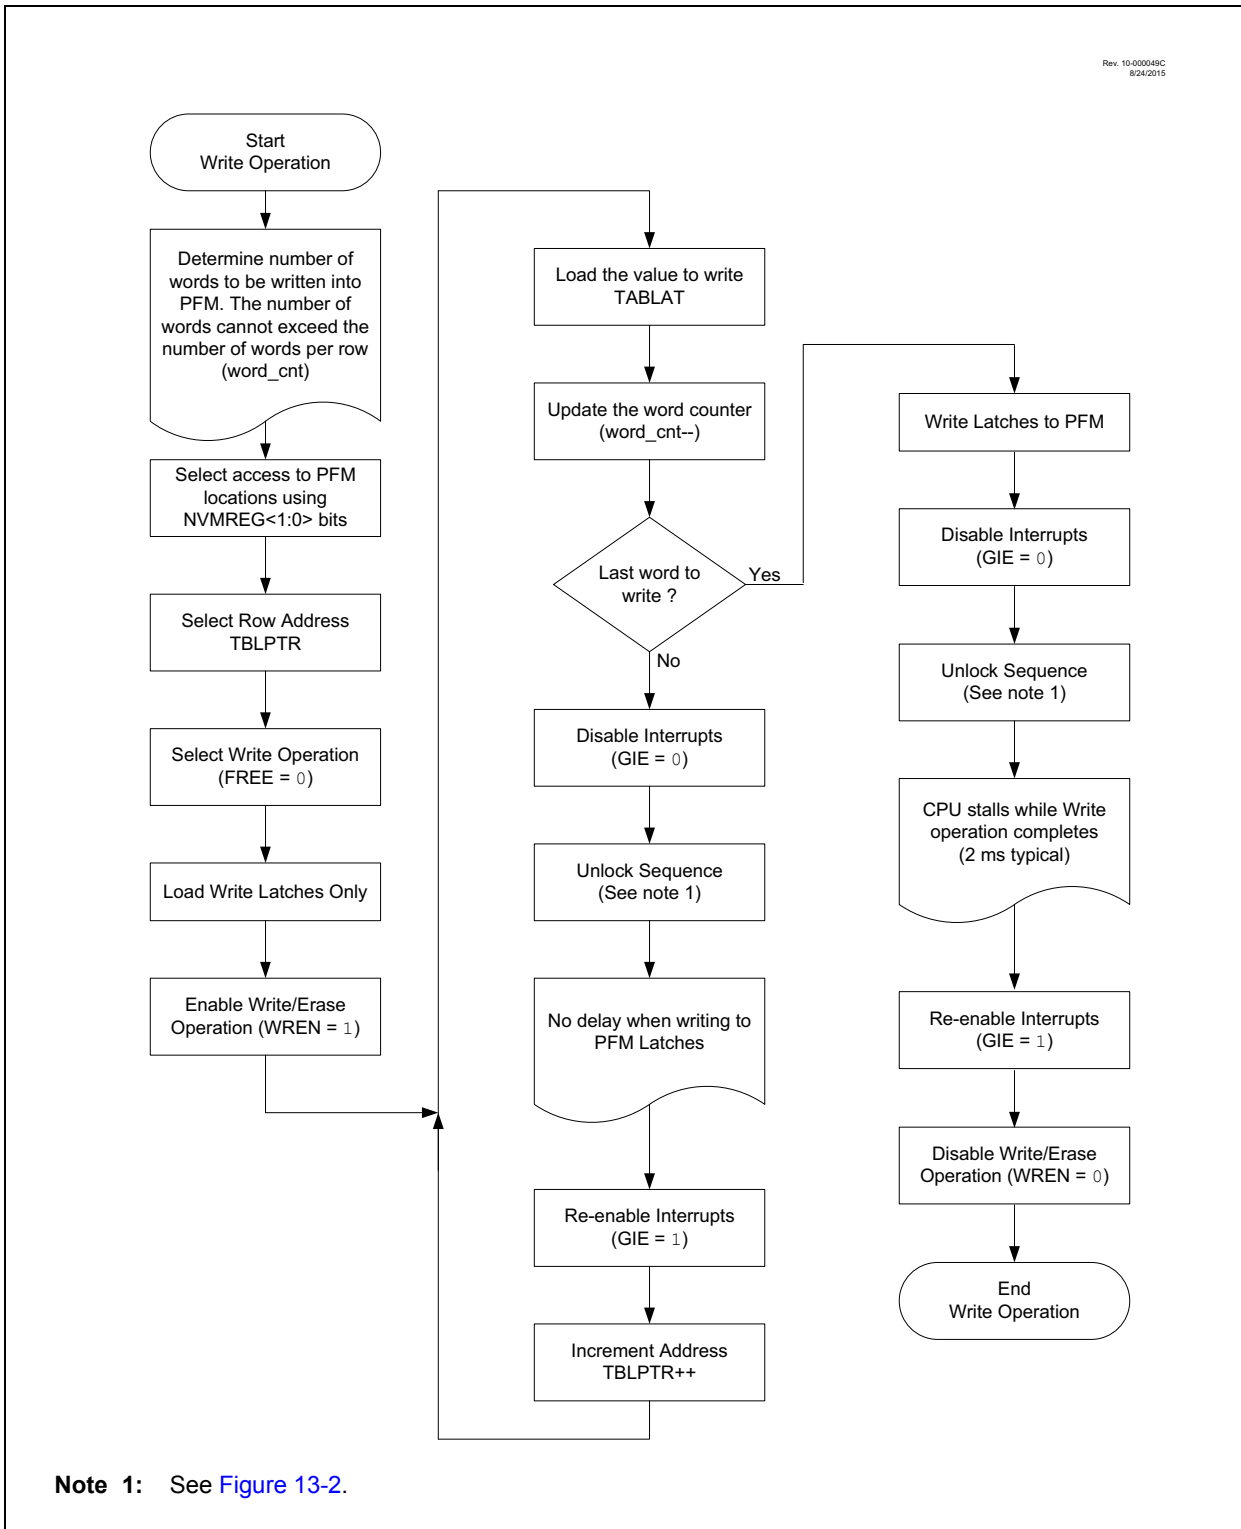 Rev. 10-000049C
8/24/2015
Start
Write Operation
Determine number of
words to be written into
PFM. The number of
words cannot exceed the
number of words per row
(word_cnt)
Select access to PFM
locations using
NVMREG<1:0> bits
Select Row Address
TBLPTR
Select Write Operation
(FREE = 0)
Load Write Latches Only
Enable Write/Erase
Operation (WREN = 1)
Load the value to write
TABLAT
Update the word counter
(word_cnt--)
Last word to
write ?
Yes
No
Disable Interrupts
(GIE = 0)
Unlock Sequence
(See note 1)
No delay when writing to
PFM Latches
Re-enable Interrupts
(GIE = 1)
Increment Address
TBLPTR++
Write Latches to PFM
Disable Interrupts
(GIE = 0)
Unlock Sequence
(See note 1)
CPU stalls while Write
operation completes
(2 ms typical)
Re-enable Interrupts
(GIE = 1)
Disable Write/Erase
Operation (WREN = 0)
End
Write Operation
Note 1: See Figure 13-2.